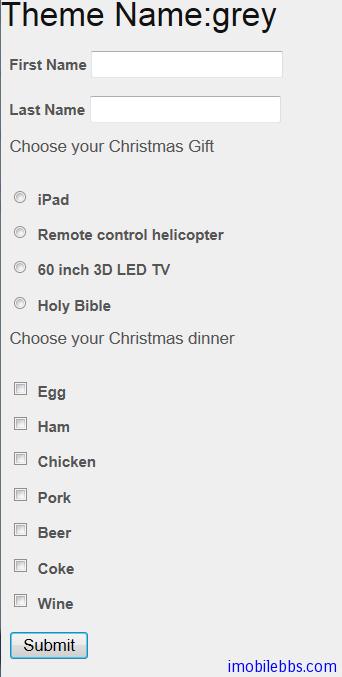 Theme Name:grey
First Name
Last Name
Choose your Christmas Gift
iPad
Remote control helicopter
60 inch 3D LED TV
Holy Bible
Choose your Christmas dinner
Egg
Ham
Chicken
Pork
Beer
Coke
Wine
Submit
imobilebbs.com